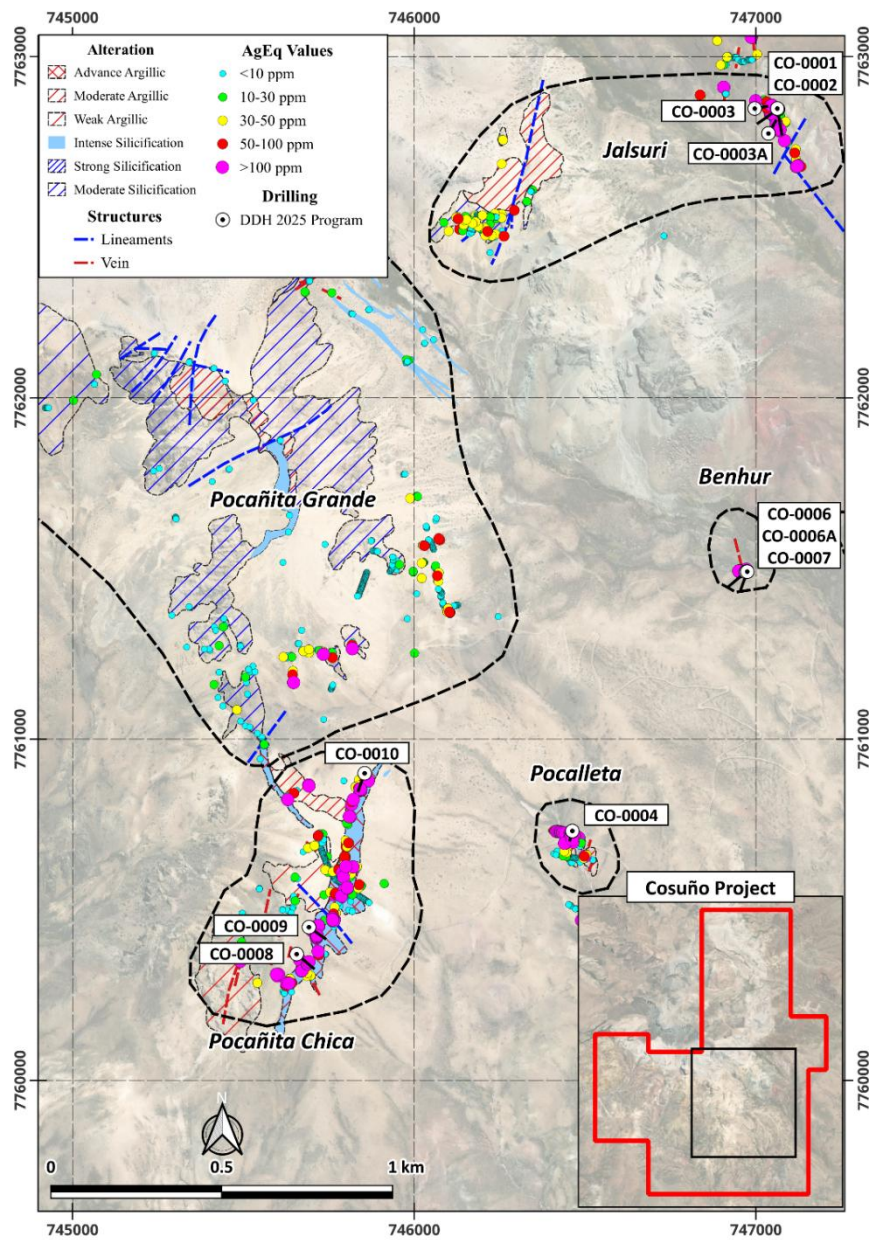 745000
746000
747000
7763000
7763000
Alteration
Advance Argillic
Moderate Argillic
Weak Argillic
Intense Silicification
Strong Silicification
Moderate Silicification
Structures
Lineaments
Vein
AgEq Values
<10 ppm
10-30 ppm
30-50 ppm
50-100 ppm
>100 ppm
Drilling
DDH 2025 Program
CO-0001
CO-0002
CO-0003
CO-0003A
Jalsuri
7762000
7762000
Pocañita Grande
Benhur
CO-0006
CO-0006A
CO-0007
7761000
7761000
CO-0010
Pocalleta
CO-0004
CO-0009
CO-0008
Pocañita Chica
7760000
7760000
Cosuño Project
N
0
0.5
1 km
745000
746000
747000